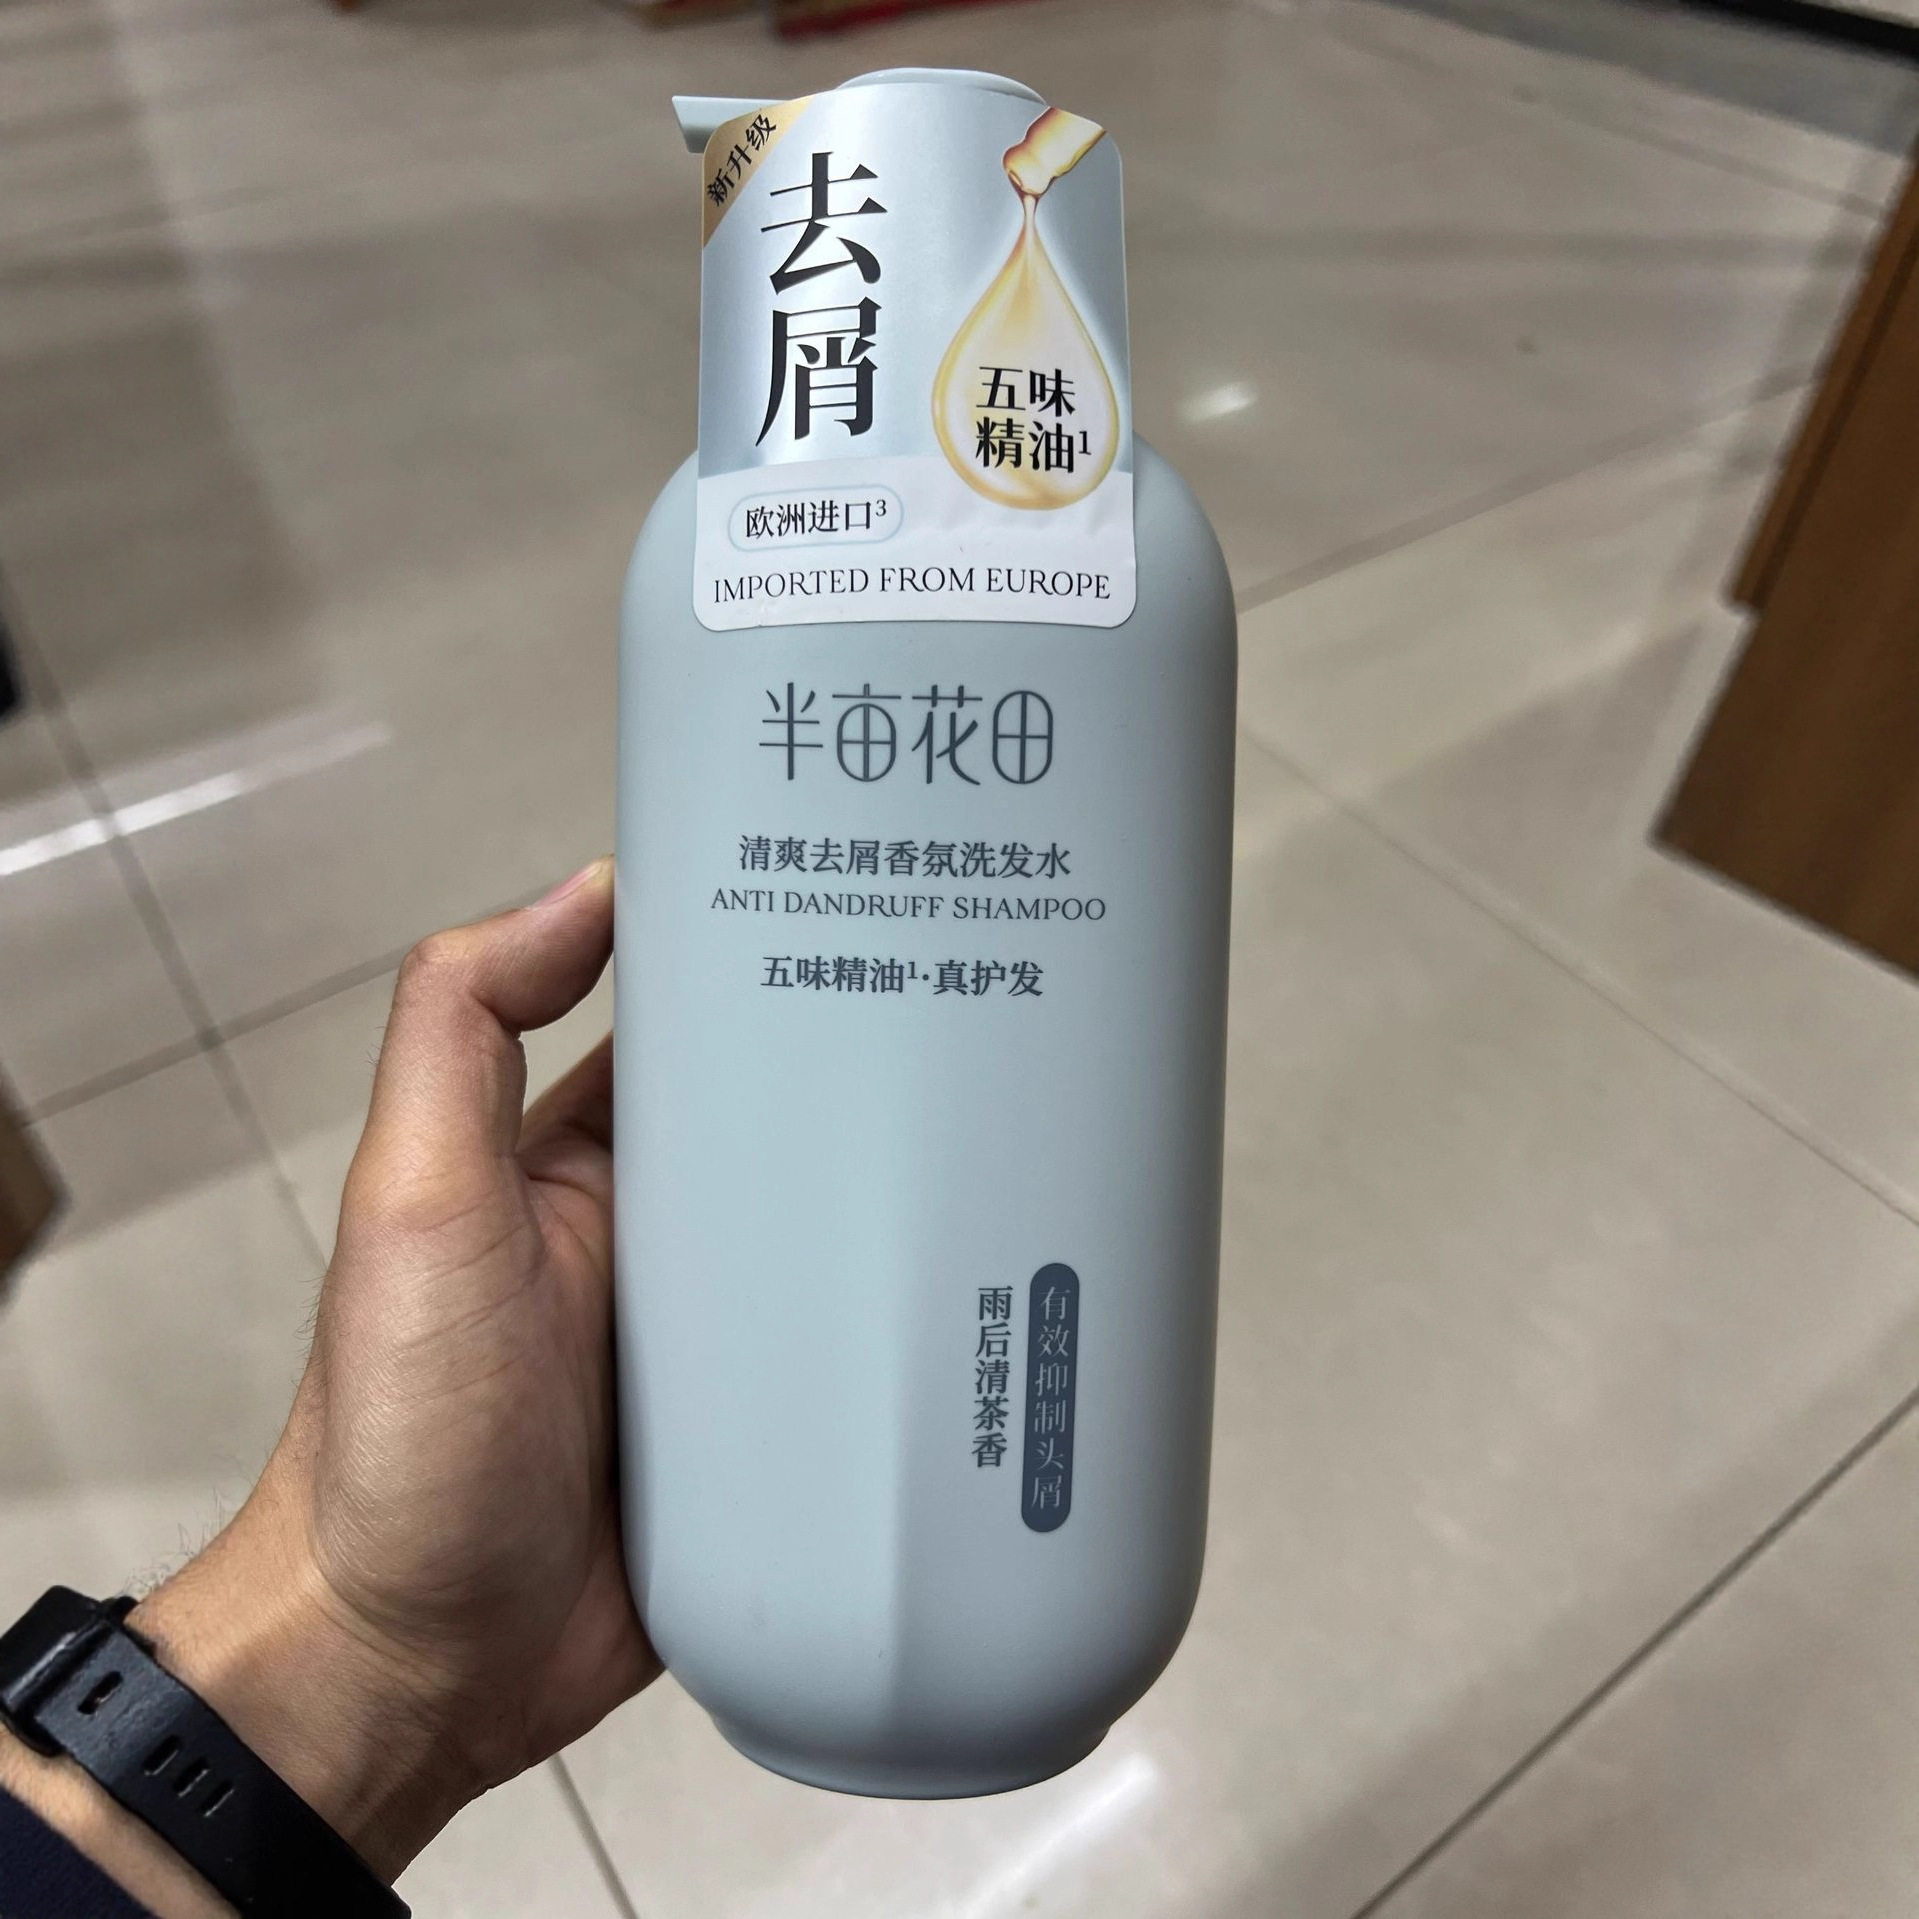 新升级
去屑
五味
精油¹
欧洲进口³
IMPORTED FROM EUROPE
半亩花田
清爽去屑香氛洗发水
ANTI DANDRUFF SHAMPOO
五味精油¹·真护发
有效抑制头屑
雨后清茶香